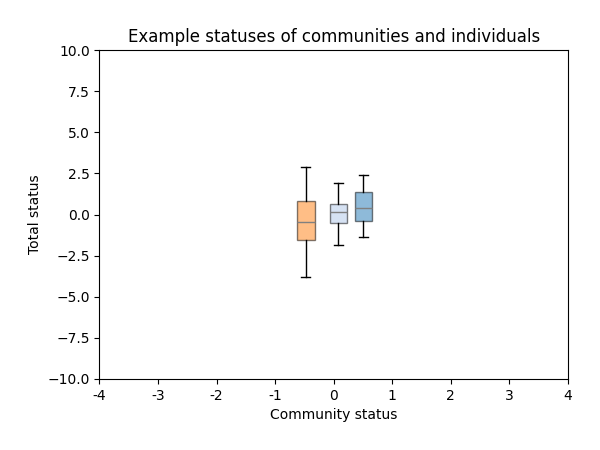 Example statuses of communities and individuals
10.0
7.5
5.0
2.5
0.0
−2.5
−5.0
−7.5
−10.0
Total status
-4 -3 -2 -1 0 1 2 3 4
Community status